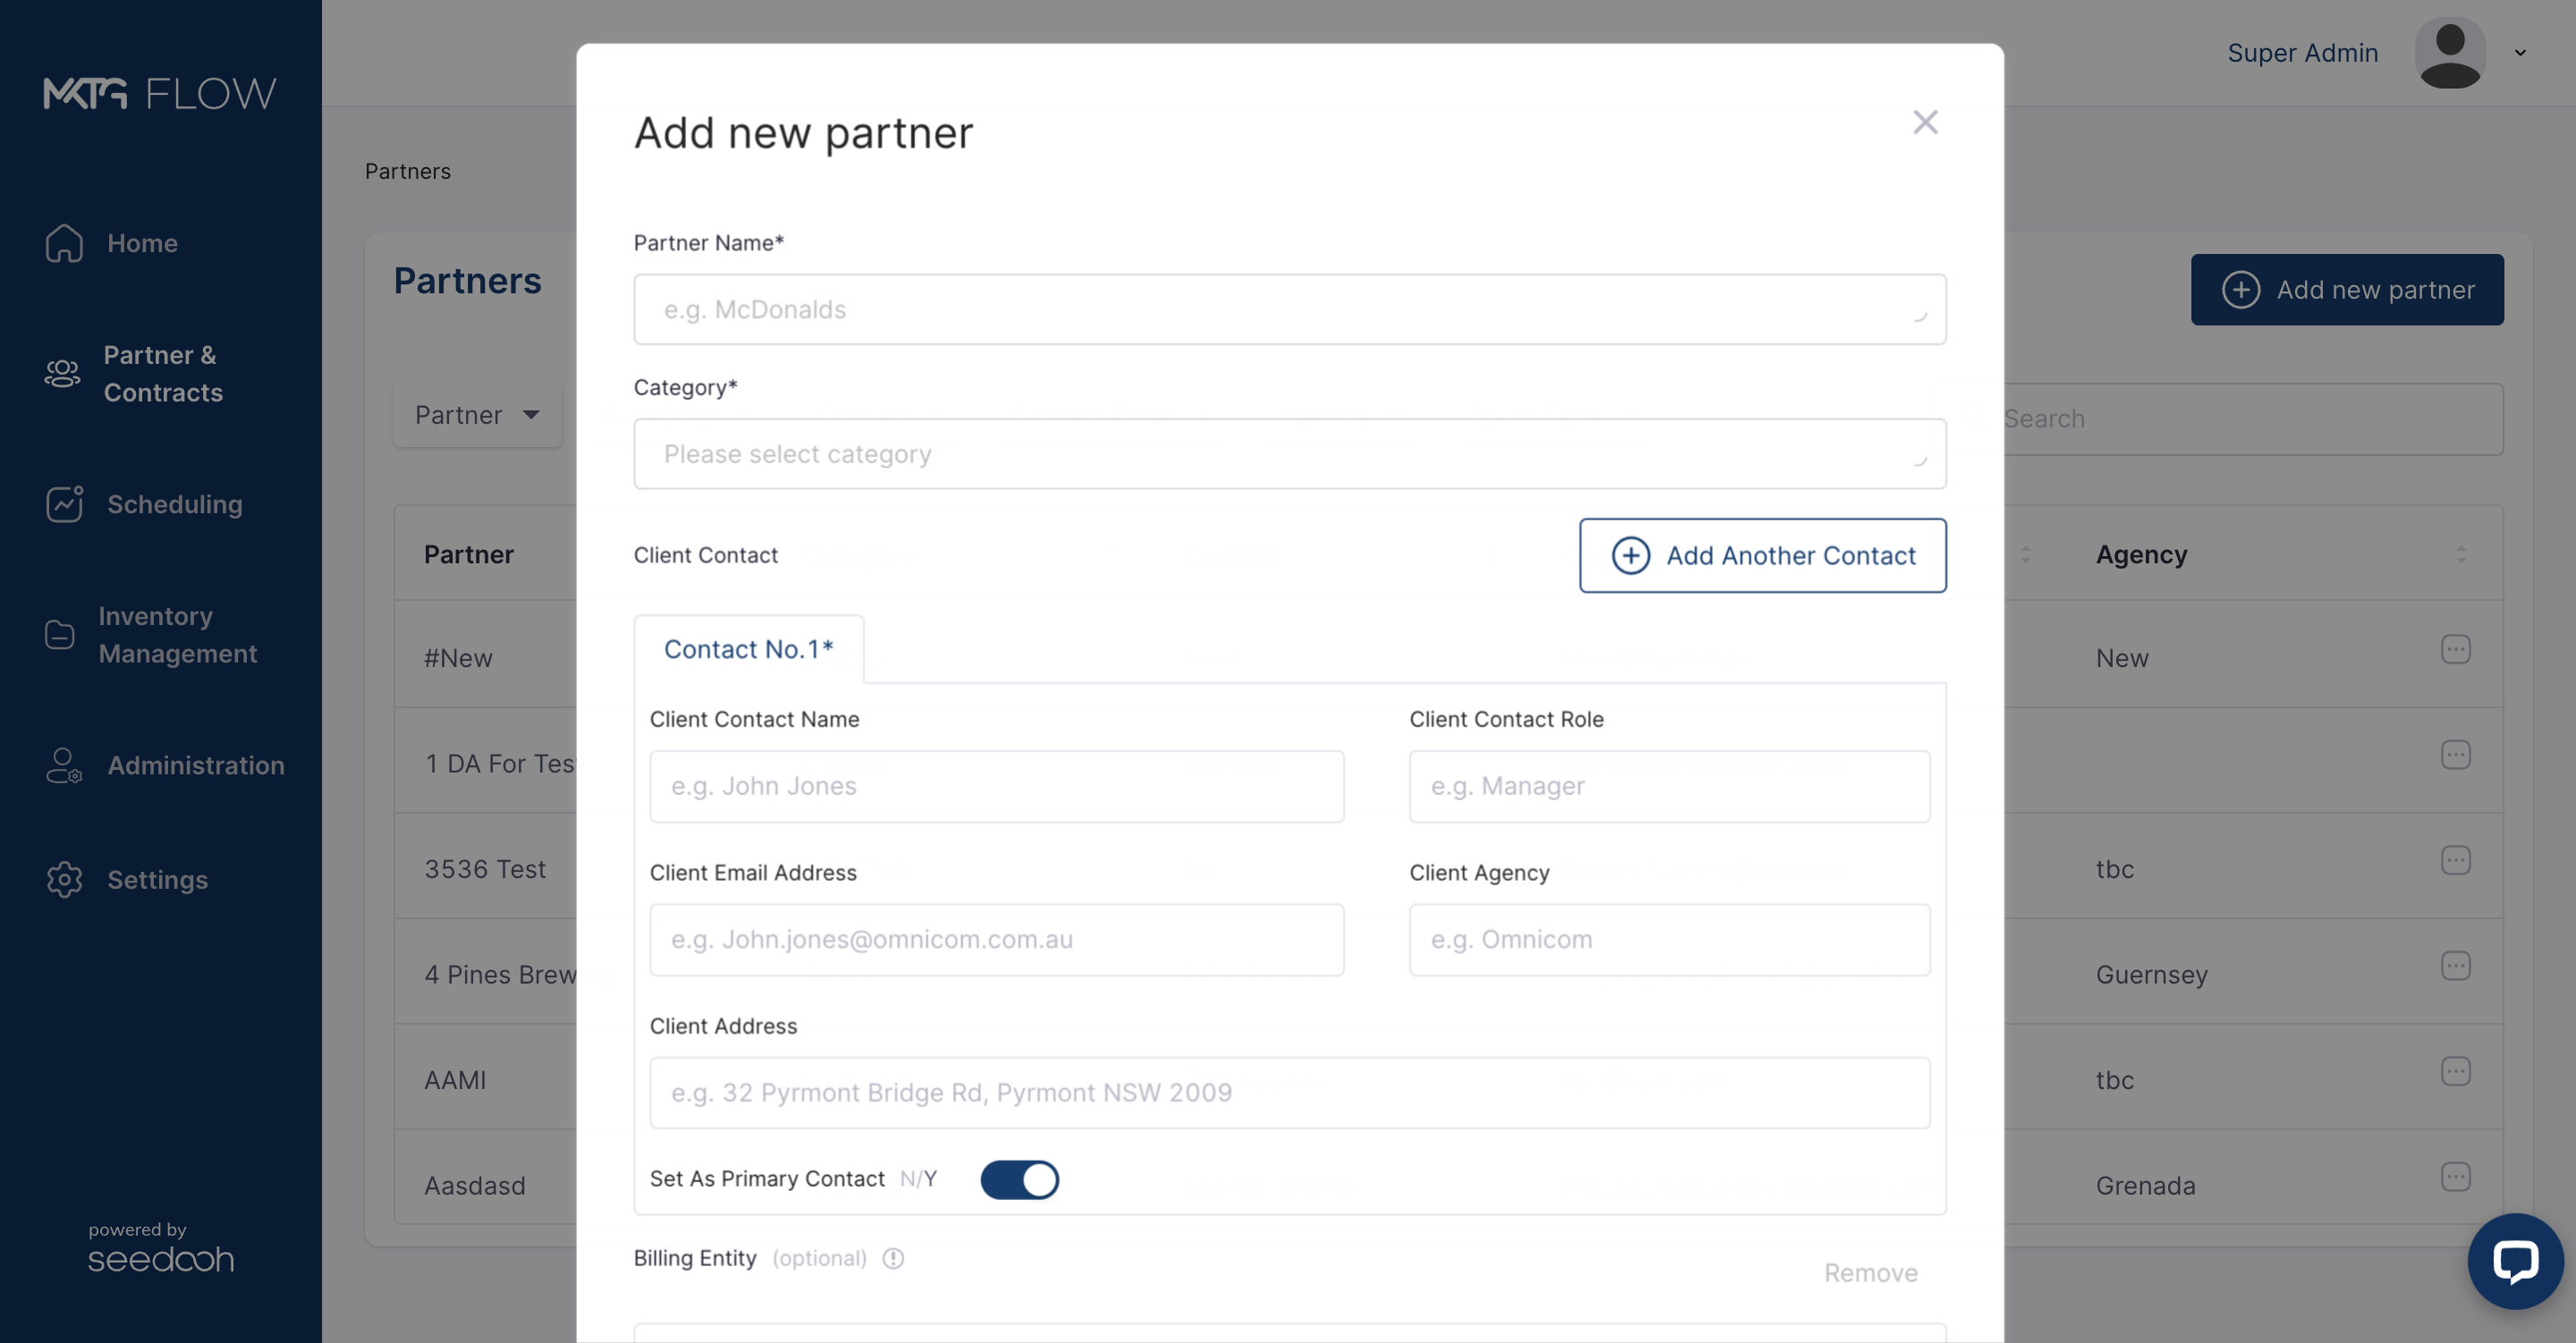 MKTG FLOW
Home
Partner &
Contracts
Scheduling
Inventory
Management
Administration
Settings
powered by
seedooh
Super Admin
Partners
Partners
Add new partner
Partner
Search
Partner
Agency
#New
New
1 DA For Test
3536 Test
tbc
4 Pines Brew
Guernsey
AAMI
tbc
Aasdasd
Grenada
Add new partner
Partner Name*
e.g. McDonalds
Category*
Please select category
Client Contact
Add Another Contact
Contact No.1*
Client Contact Name
Client Contact Role
e.g. John Jones
e.g. Manager
Client Email Address
Client Agency
e.g. John.jones@omnicom.com.au
e.g. Omnicom
Client Address
e.g. 32 Pyrmont Bridge Rd, Pyrmont NSW 2009
Set As Primary Contact N/Y
Billing Entity (optional)
Remove